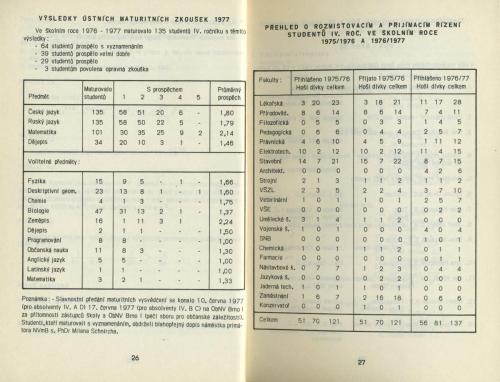 VÝSLEDKY ÚSTNÍCH MATURITNÍCH ZKOUŠEK 1977
Ve školním roce 1976 - 1977 maturovalo 135 studentů IV. ročníku s těmito
výsledky:
- 64 studentů prospělo s vyznamenáním
- 39 studentů prospělo velmi dobře
- 29 studentů prospělo
- 3 studentům povolena opravná zkouška
Předmět Maturovalo studentů S prospěchem 1 2 3 4 5 Průměrný prospěch
Český jazyk 135 58 51 20 6 - 1,80
Ruský jazyk 135 58 50 22 5 - 1,79
Matematika 101 30 35 25 9 2 2,14
Dějepis 34 20 10 3 1 - 1,46
Volitelné předměty:
Fyzika 15 9 5 - 1 - 1,66
Deskriptivní geom. 23 13 8 1 1 1,60
Chemie 4 1 3 - - - 1,75
Biologie 47 31 13 2 1 - 1,37
Zeměpis 16 1 11 3 1 - 2,24
Dějepis 2 1 1 - - - 1,50
Programování 8 8 - - - - 1,00
Občanská nauka 11 8 3 - - - 1,30
Anglický jazyk 5 5 - - - - 1,00
Latinský jazyk 1 1 - - - - 1,00
Matematika 3 2 1 - - - 1,33
Poznámka: - Slavnostní předání maturitních vysvědčení se konalo 10. června 1977
(pro absolventy IV. A D) 17. června 1977 (pro absolventy IV. B C) na ObNV Brno I
za přítomnosti zástupců školy a ObNV Brno I (péčí sboru pro občanské záležitosti).
Studenti, kteří maturovali s vyznamenáním, obdrželi blahopřejný dopis náměstka primáto-
ra NVmB s. PhDr Milana
26
PŘEHLED O ROZMISŤOVACÍM A PŘIJÍMACÍM ŘÍZENÍ
STUDENTŮ IV. ROČ. VE ŠKOLNÍM ROCE
1975/1976 A 1976/1977
Fakulty: Přihlášeno 1975/76 Přijato 1975/76 Přihlášeno 1976/77
Hoši dívky celkem Hoši dívky celkem Hoši dívky celkem
Lékařská 3 20 23 3 18 21 11 17 28
Přírodověd. 8 6 14 8 6 14 7 4 11
Filozofická 0 5 5 0 6 6 0 3 3
Pedagogická 0 0 0 0 4 4 2 5 7
Právnická 4 6 10 4 5 9 1 11 12
Elektrotech. 10 2 12 10 2 12 11 4 15
Stavební 7 14 21 15 7 22 8 7 15
Architekt. 0 0 0 0 0 0 4 2 6
Strojní 2 1 3 1 1 2 1 1 2
VŠZL. 2 3 5 2 2 4 3 7 10
Veterinární 1 0 1 1 0 1 2 5 7
VŠE 0 0 0 0 0 0 0 2 2
Umělecké š. 3 1 4 1 1 2 0 0 0
Vojenské š. 1 0 1 0 0 0 4 0 4
SNB 1 0 1 0 0 0 0 0 0
Chemická 1 0 1 1 0 1 0 4 4
Farmacie 0 0 0 0 0 0 0 1 1
Nástavbové š. 0 7 7 1 2 3 0 4 4
Jazyková š. 0 0 0 0 0 0 0 2 2
Jaderná tech. 1 0 1 0 0 0 1 0 1
Zaměstnání 1 6 7 2 16 18 0 6 6
Konzervatoř 0 0 0 1 0 1 0 0 0
Celkem 51 70 121 51 70 121 56 81 137
27